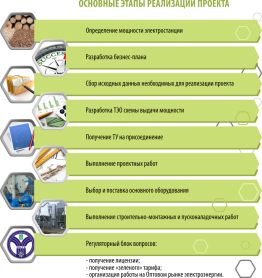 ОСНОВНЫЕ ЭТАПЫ РЕАЛИЗАЦИИ ПРОЕКТА
Определение мощности электростанции
Разработка бизнес-плана
Сбор исходных данных необходимых для реализации проекта
Разработка ТЭО схемы выдачи мощности
Получение ТУ на присоединение
Выполнение проектных работ
Выбор и поставка основного оборудования
Выполнение строительно-монтажных и пусконаладочных работ
Регуляторный блок вопросов:
- получение лицензии;
- получение «зеленого» тарифа;
- организация работы на Оптовом рынке электроэнергии.